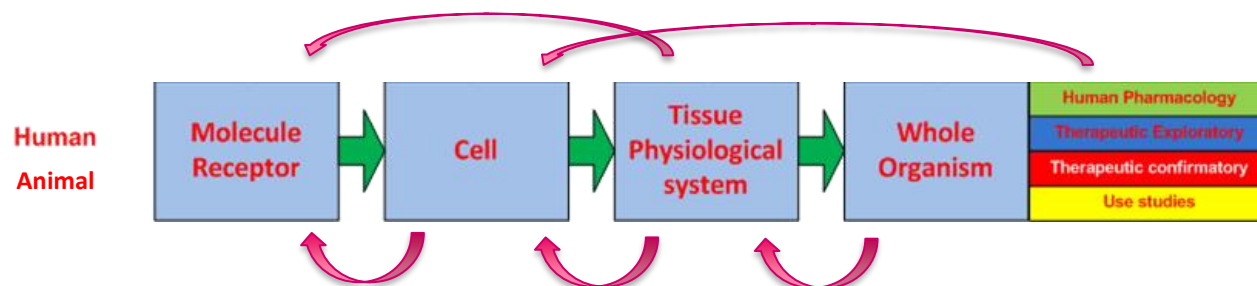 Human
Animal
Molecule
Receptor
Cell
Tissue
Physiological
system
Whole
Organism
Human Pharmacology
Therapeutic Exploratory
Therapeutic confirmatory
Use studies